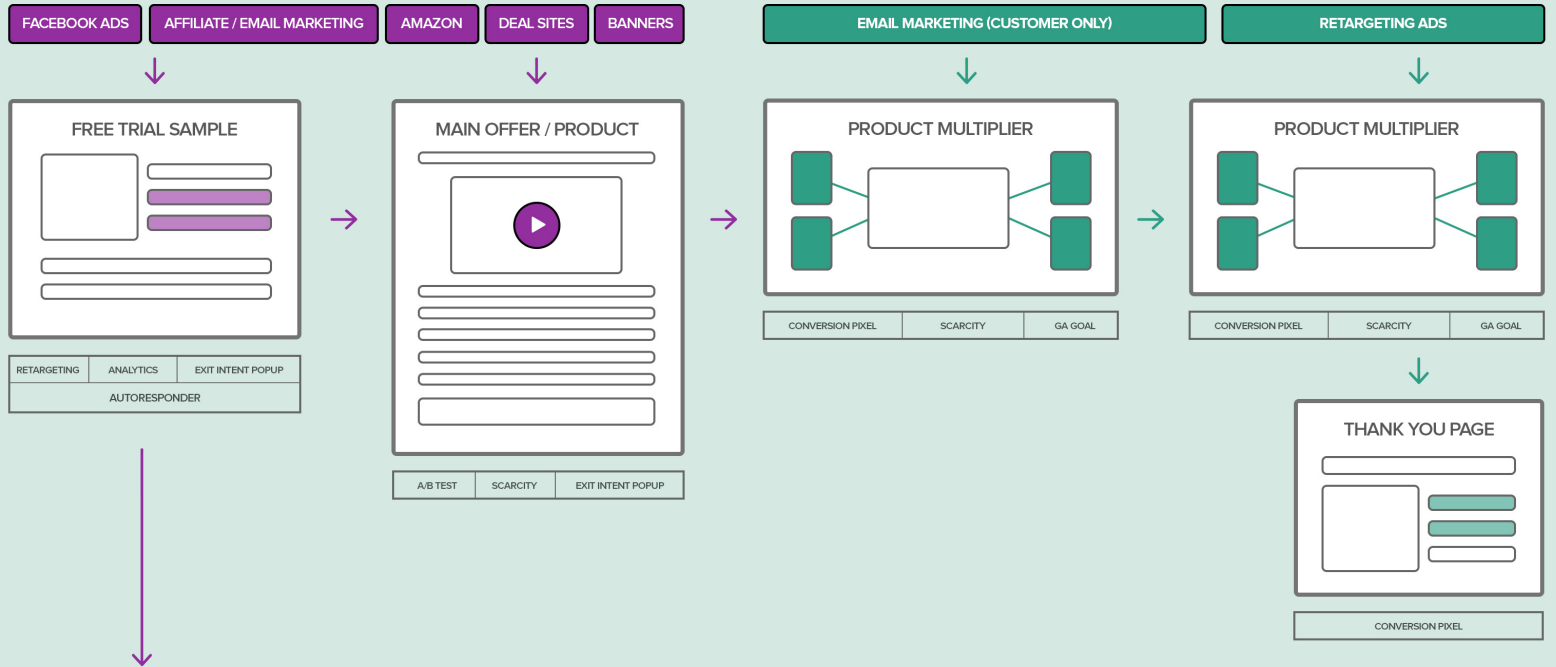 FACEBOOK ADS
AFFILIATE / EMAIL MARKETING
AMAZON
DEAL SITES
BANNERS
EMAIL MARKETING (CUSTOMER ONLY)
RETARGETING ADS
FREE TRIAL SAMPLE
RETARGETING
ANALYTICS
EXIT INTENT POPUP
AUTORESPONDER
MAIN OFFER / PRODUCT
A/B TEST
SCARCITY
EXIT INTENT POPUP
PRODUCT MULTIPLIER
CONVERSION PIXEL
SCARCITY
GA GOAL
PRODUCT MULTIPLIER
CONVERSION PIXEL
SCARCITY
GA GOAL
THANK YOU PAGE
CONVERSION PIXEL